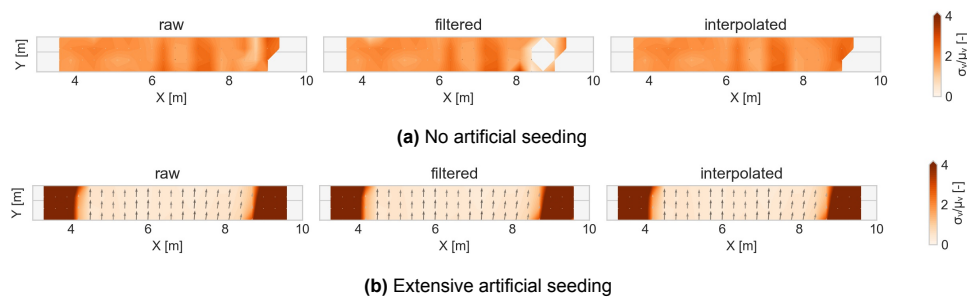 raw filtered interpolated
Y [m]
4 6 8 10 4 6 8 10 4 6 8 10
X [m] X [m] X [m]
4
2
0
σᵥ/μᵥ [-]
(a) No artificial seeding
raw filtered interpolated
Y [m]
4 6 8 10 4 6 8 10 4 6 8 10
X [m] X [m] X [m]
4
2
0
σᵥ/μᵥ [-]
(b) Extensive artificial seeding